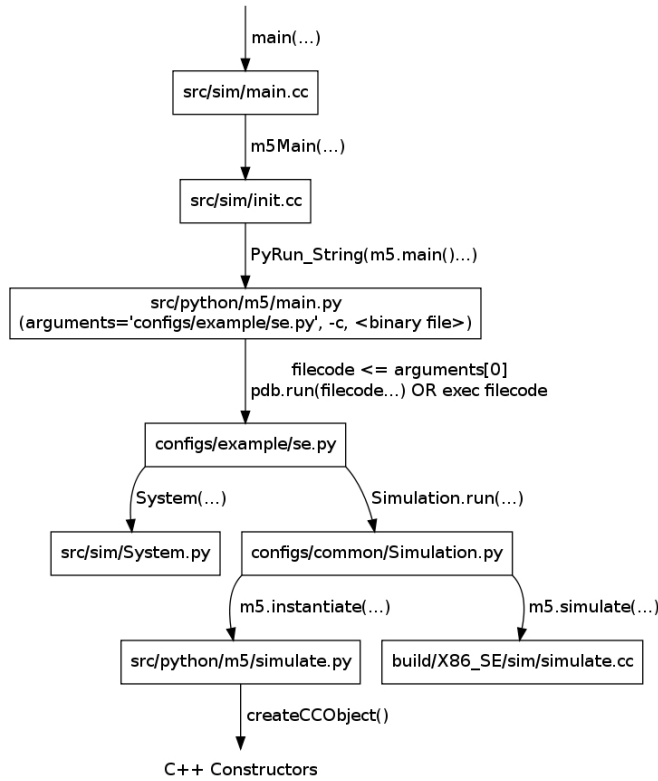 main(...)
src/sim/main.cc
m5Main(...)
src/sim/init.cc
PyRun_String(m5.main()...)
src/python/m5/main.py
(arguments='configs/example/se.py', -c, <binary file>)
filecode <= arguments[0]
pdb.run(filecode...) OR exec filecode
configs/example/se.py
System(...)
Simulation.run(...)
src/sim/System.py
configs/common/Simulation.py
m5.instantiate(...)
m5.simulate(...)
src/python/m5/simulate.py
build/X86_SE/sim/simulate.cc
createCCObject()
C++ Constructors